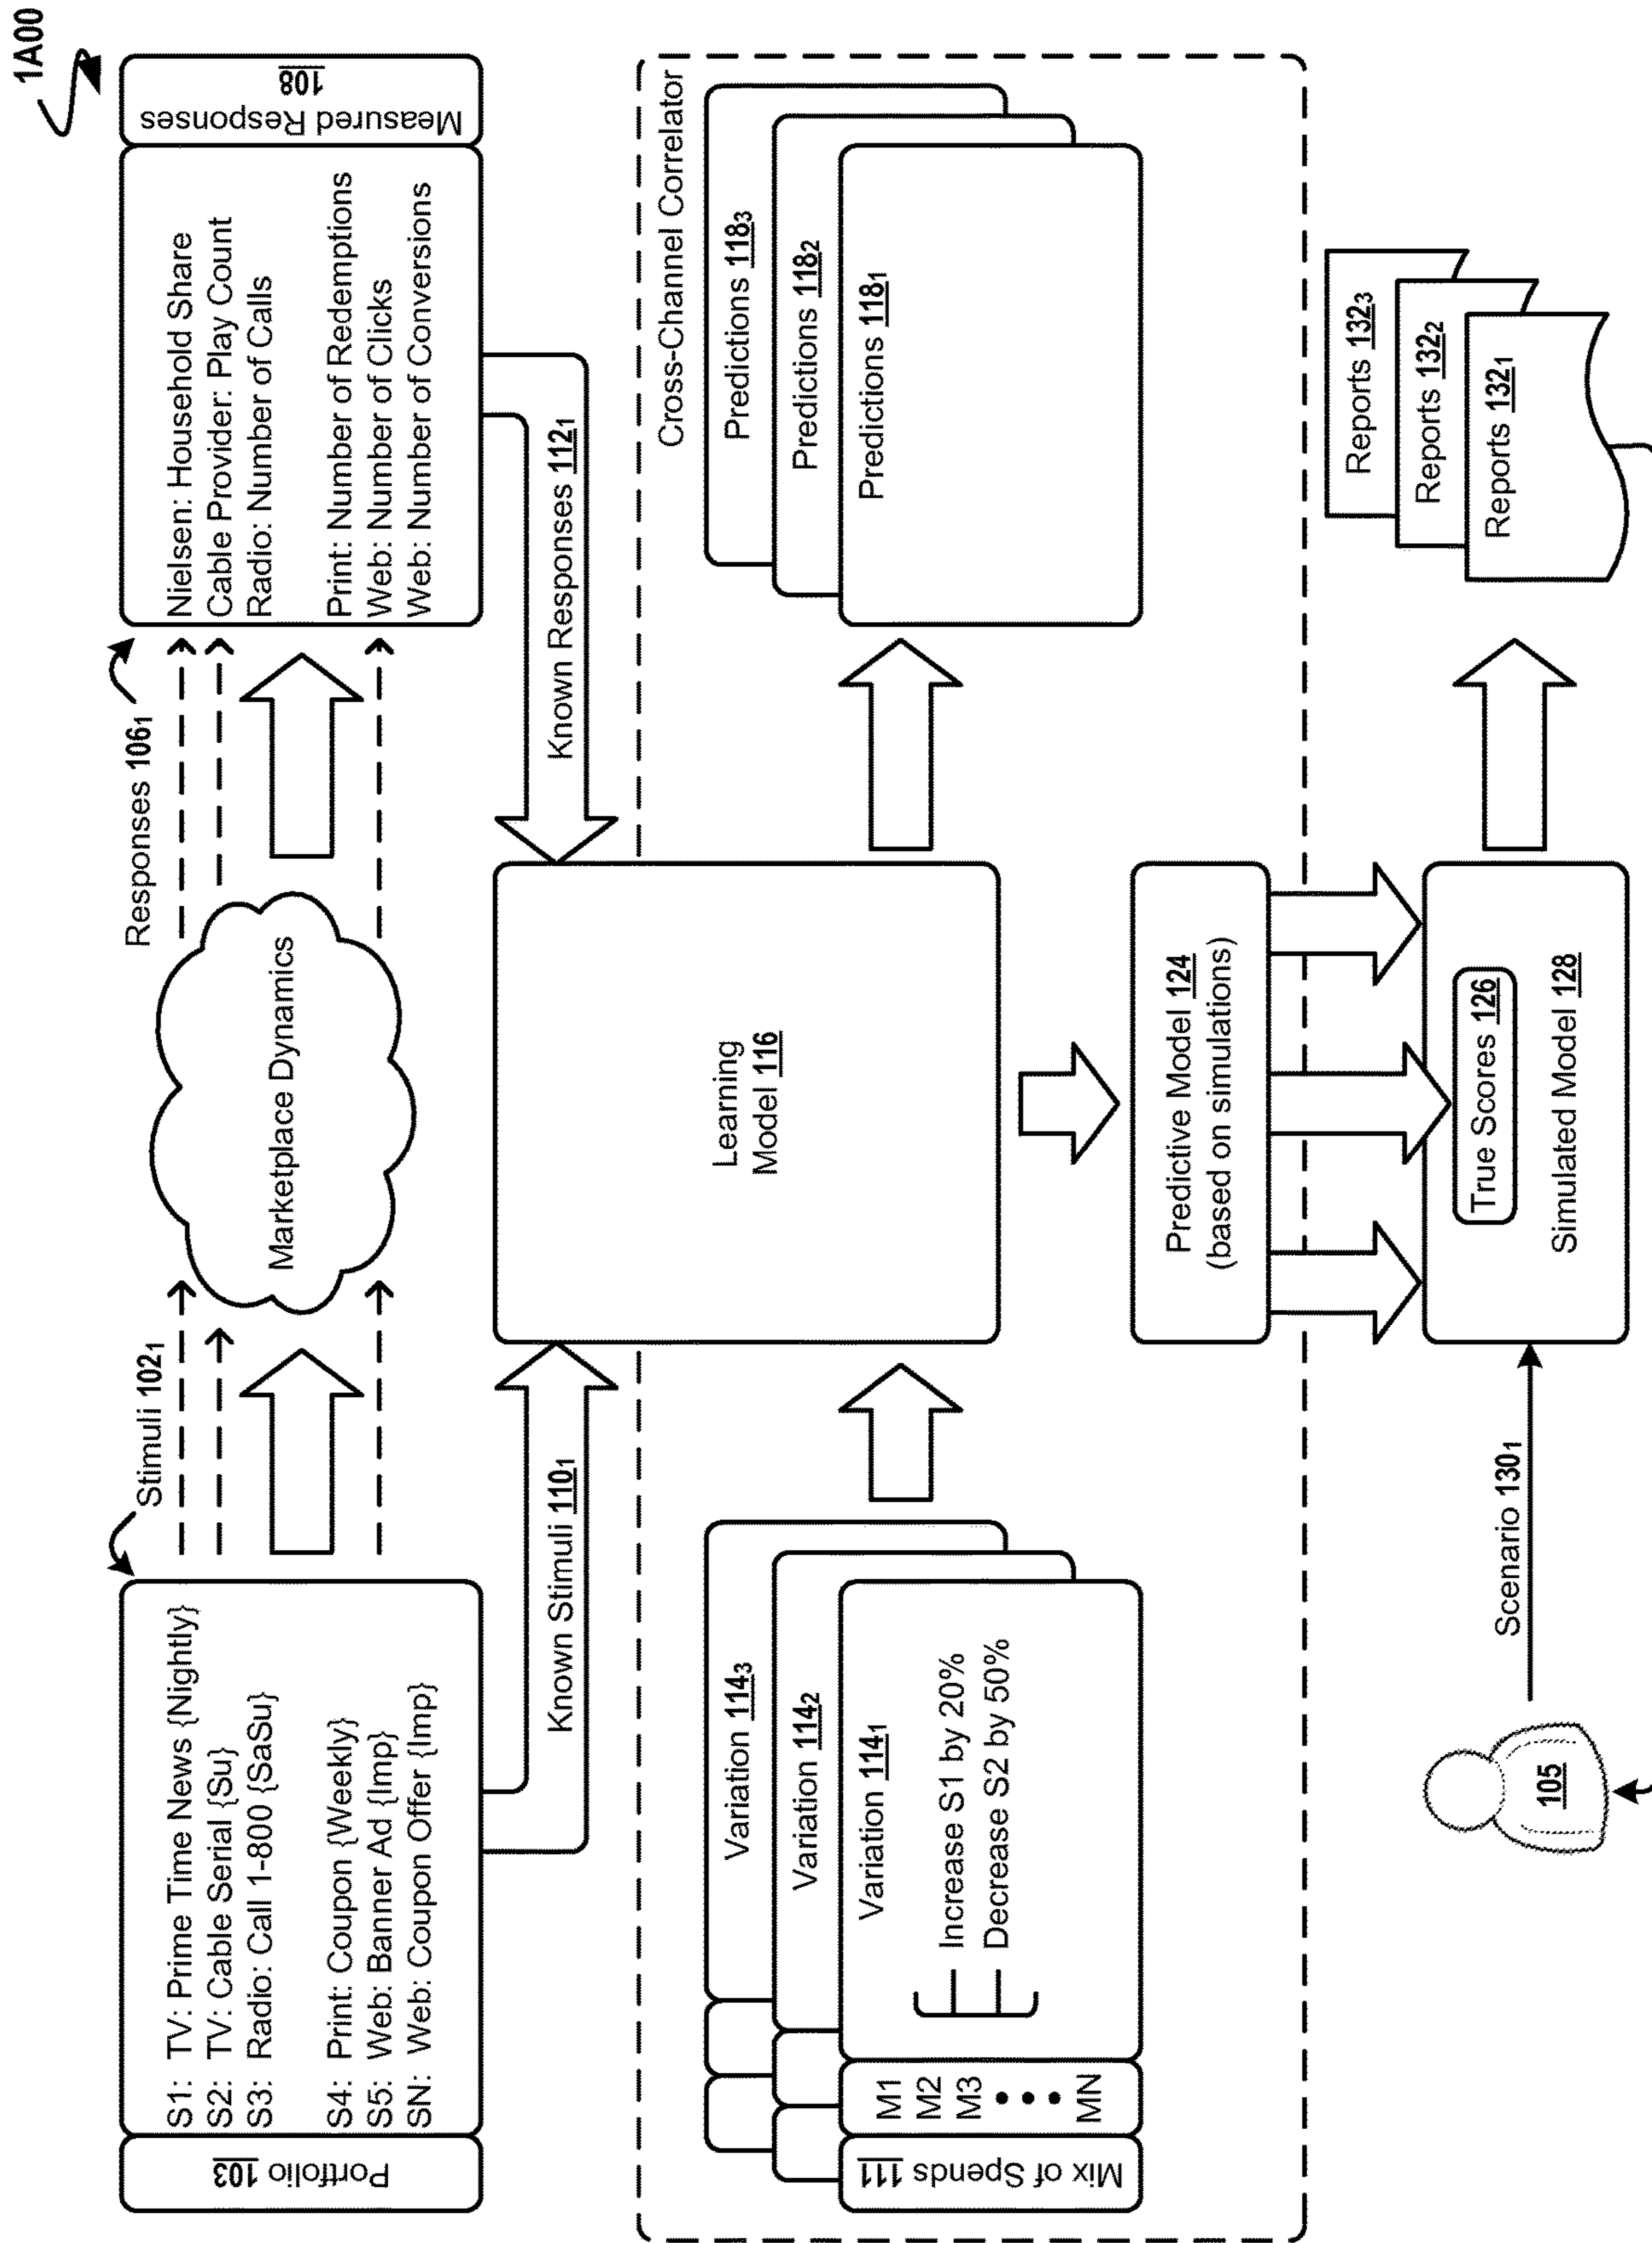 1A00
Portfolio 103
S1: TV: Prime Time News {Nightly}
S2: TV: Cable Serial {Su}
S3: Radio: Call 1-800 {SaSu}
S4: Print: Coupon {Weekly}
S5: Web: Banner Ad {Imp}
SN: Web: Coupon Offer {Imp}
Stimuli 102₁
Marketplace Dynamics
Responses 106₁
Nielsen: Household Share
Cable Provider: Play Count
Radio: Number of Calls
Print: Number of Redemptions
Web: Number of Clicks
Web: Number of Conversions
Measured Responses
108
Known Stimuli 110₁
Known Responses 112₁
Cross-Channel Correlator
Variation 114₃
Variation 114₂
Variation 114₁
Increase S1 by 20%
Decrease S2 by 50%
M1
M2
M3
MN
Mix of Spends 111
Learning
Model 116
Predictions 118₃
Predictions 118₂
Predictions 118₁
Predictive Model 124
(based on simulations)
True Scores 126
Simulated Model 128
105
Scenario 130₁
Reports 132₃
Reports 132₂
Reports 132₁